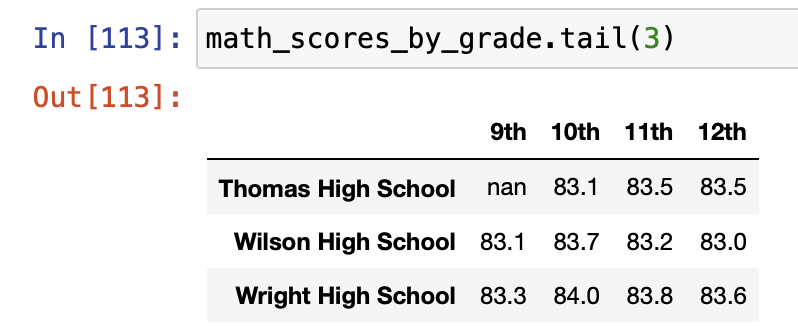 In [113]: math_scores_by_grade.tail(3)
Out[113]:
9th 10th 11th 12th
Thomas High School nan 83.1 83.5 83.5
Wilson High School 83.1 83.7 83.2 83.0
Wright High School 83.3 84.0 83.8 83.6